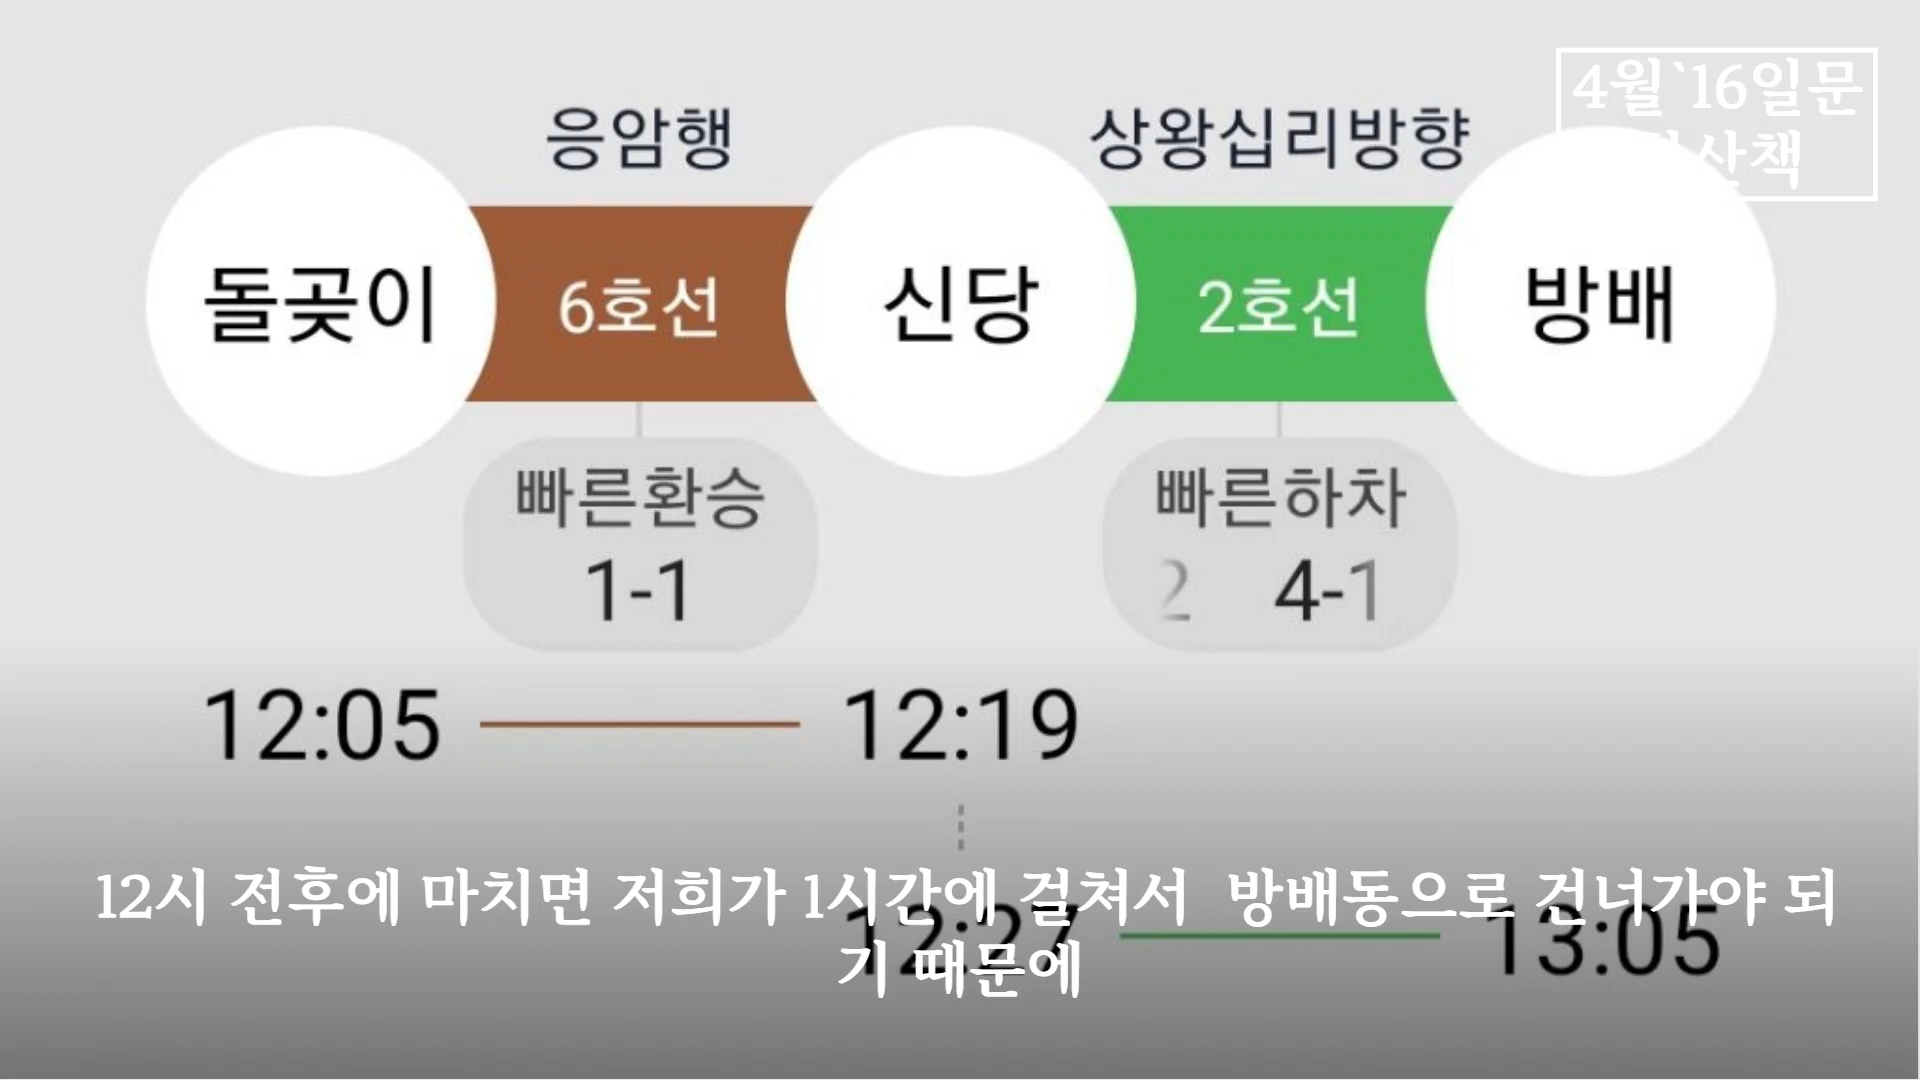 4월`16일문
산책
응암행
상왕십리방향
돌곶이
6호선
신당
2호선
방배
빠른환승
1-1
빠른하차
2 4-1
12:05
12:19
12:27
13:05
12시 전후에 마치면 저희가 1시간에 걸쳐서 방배동으로 건너가야 되
기 때문에